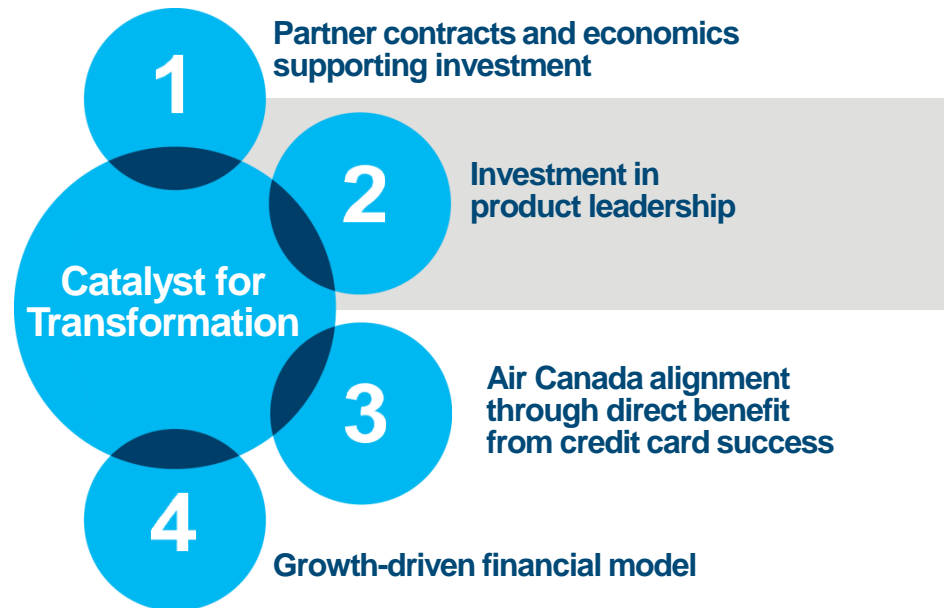 1
Partner contracts and economics
supporting investment
2
Investment in
product leadership
Catalyst for
Transformation
3
Air Canada alignment
through direct benefit
from credit card success
4
Growth-driven financial model